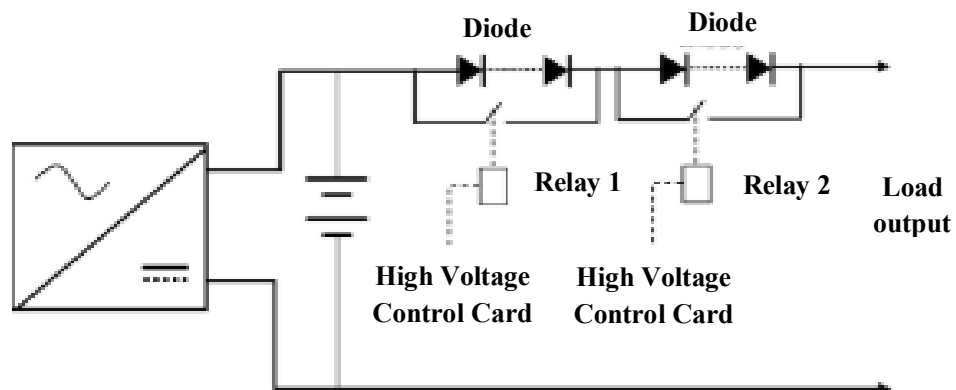 Diode
Diode
Relay 1
Relay 2
Load
output
High Voltage
Control Card
High Voltage
Control Card